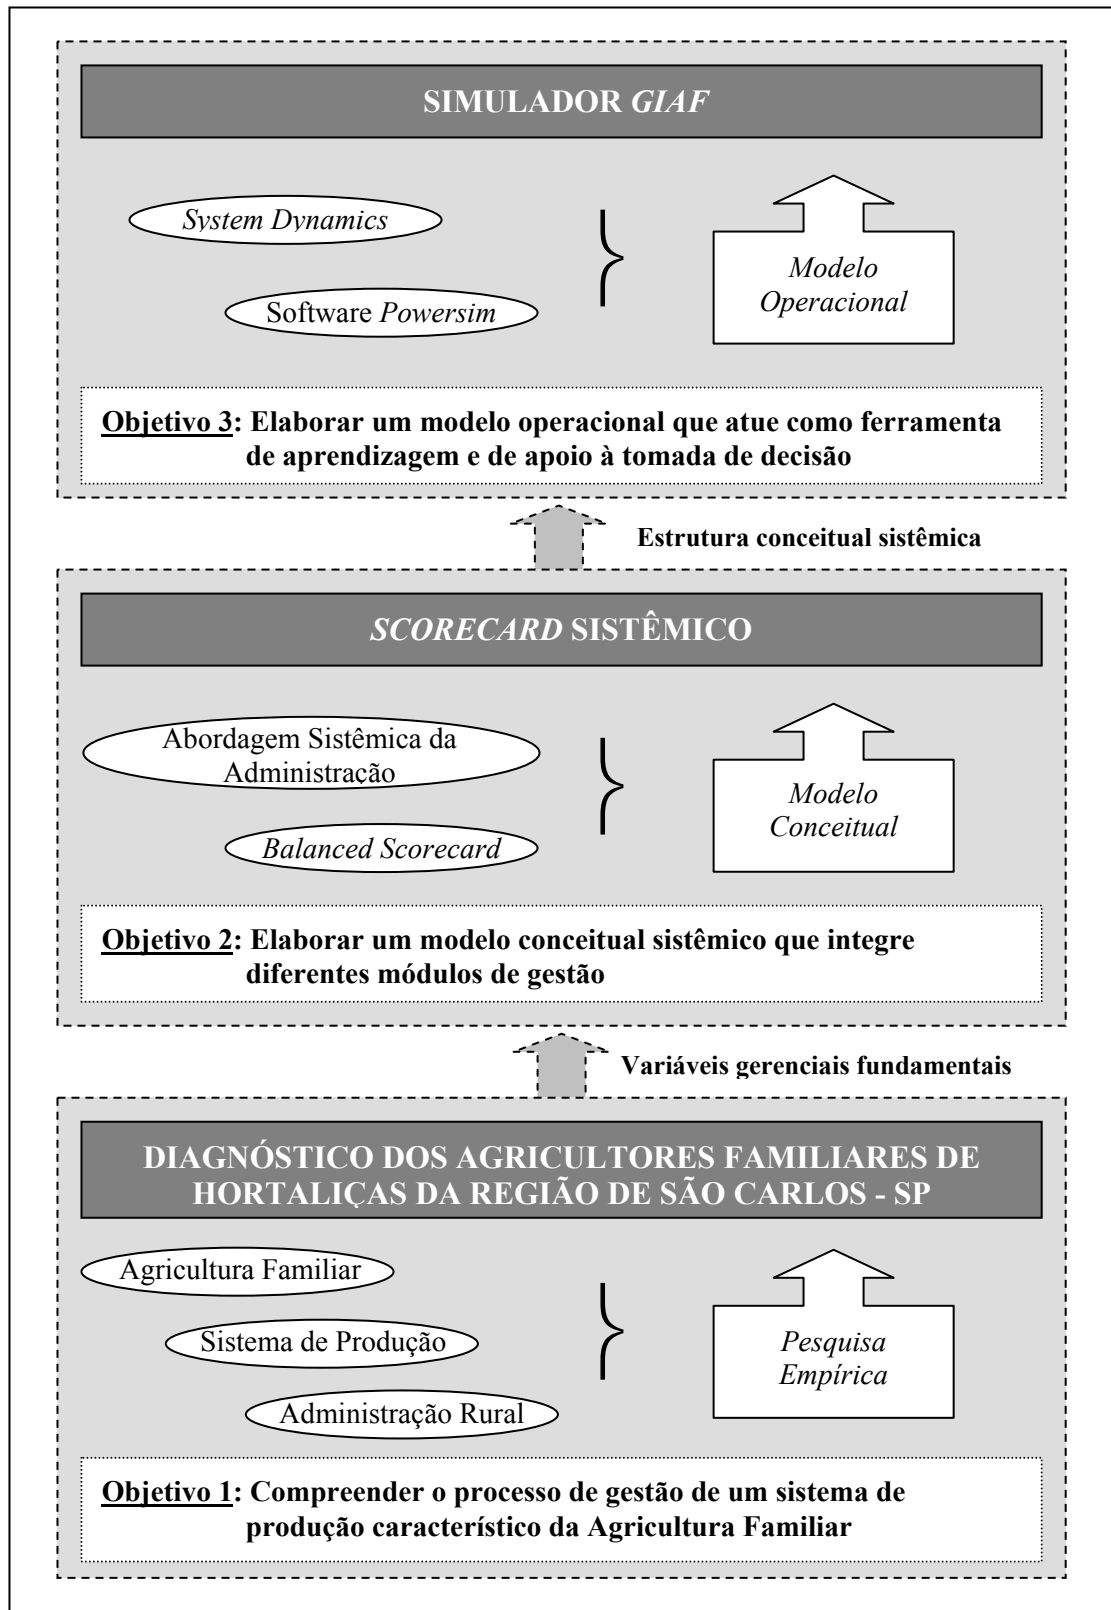 SIMULADOR GIAF
System Dynamics
Software Powersim
Modelo
Operacional
Objetivo 3: Elaborar um modelo operacional que atue como ferramenta
de aprendizagem e de apoio à tomada de decisão
Estrutura conceitual sistêmica
SCORECARD SISTÊMICO
Abordagem Sistêmica da
Administração
Balanced Scorecard
Modelo
Conceitual
Objetivo 2: Elaborar um modelo conceitual sistêmico que integre
diferentes módulos de gestão
Variáveis gerenciais fundamentais
DIAGNÓSTICO DOS AGRICULTORES FAMILIARES DE
HORTALIÇAS DA REGIÃO DE SÃO CARLOS - SP
Agricultura Familiar
Sistema de Produção
Administração Rural
Pesquisa
Empírica
Objetivo 1: Compreender o processo de gestão de um sistema de
produção característico da Agricultura Familiar